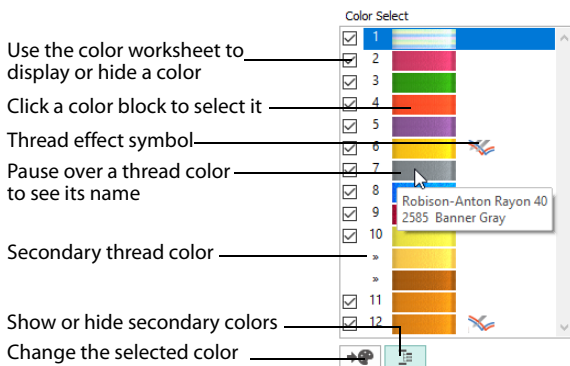 Color Select
1
Use the color worksheet to
display or hide a color
2
3
Click a color block to select it
4
5
Thread effect symbol
6
Pause over a thread color
to see its name
7
8
Robison-Anton Rayon 40
2585 Banner Gray
9
10
Secondary thread color
»
»
11
Show or hide secondary colors
12
Change the selected color